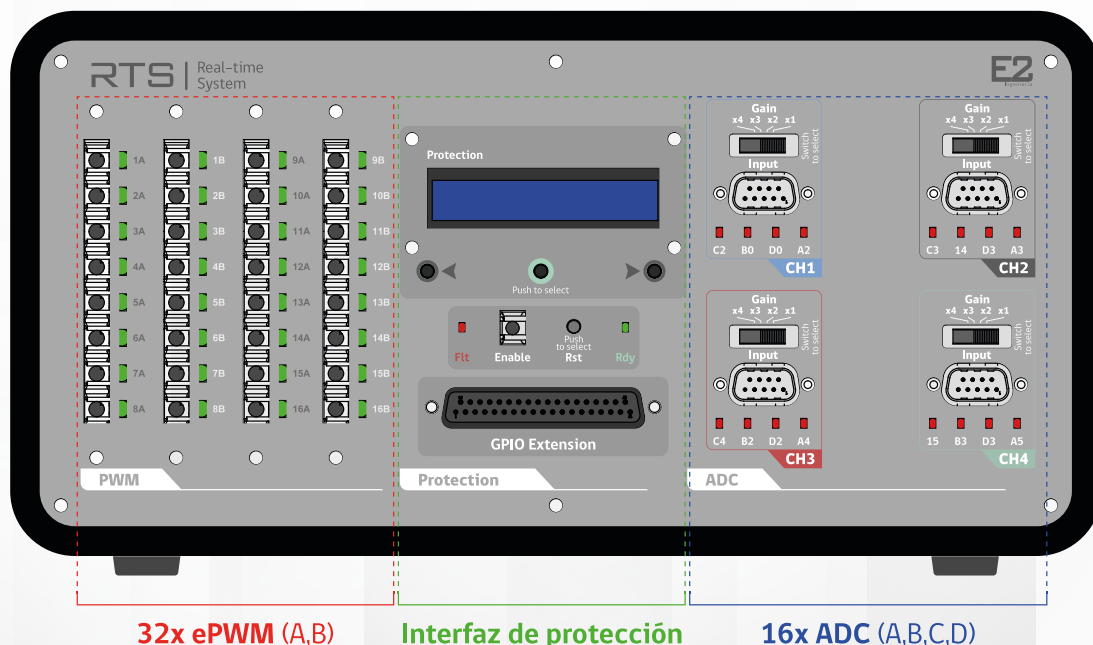 RTS | Real-time
System
E2
Ingeniería
1A 1B 9A 9B
2A 2B 10A 10B
3A 3B 11A 11B
4A 4B 12A 12B
5A 5B 13A 13B
6A 6B 14A 14B
7A 7B 15A 15B
8A 8B 16A 16B
PWM
Protection
Push to select
Flt
Enable
Push
to select
Rst
Rdy
GPIO Extension
Protection
Gain
x4 x3 x2 x1
Switch
to select
Input
C2 B0 D0 A2
CH1
Gain
x4 x3 x2 x1
Switch
to select
Input
C3 14 D3 A3
CH2
Gain
x4 x3 x2 x1
Switch
to select
Input
C4 B2 D2 A4
CH3
Gain
x4 x3 x2 x1
Switch
to select
Input
15 B3 D3 A5
CH4
ADC
32x ePWM (A,B)
Interfaz de protección
16x ADC (A,B,C,D)